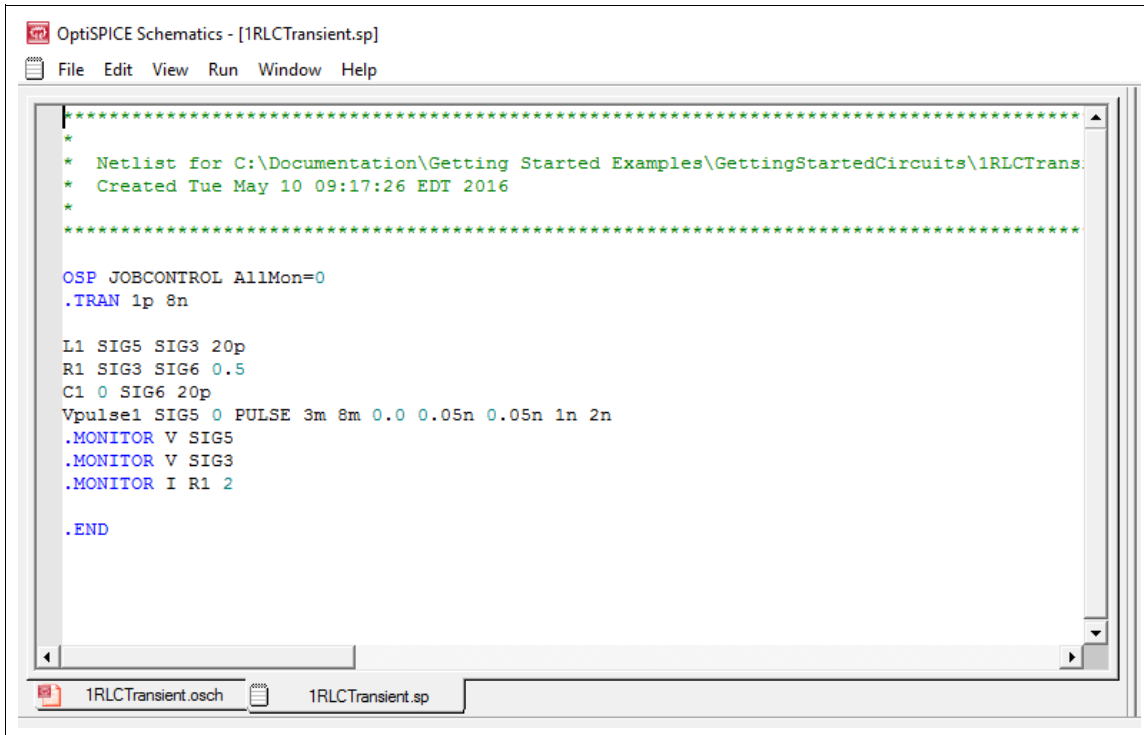 OptiSPICE Schematics - [1RLCTransient.sp]
File Edit View Run Window Help
*****************************************************************************************
*
* Netlist for C:\Documentation\Getting Started Examples\GettingStartedCircuits\1RLCTrans
* Created Tue May 10 09:17:26 EDT 2016
*
*****************************************************************************************
OSP JOBCONTROL AllMon=0
.TRAN 1p 8n
L1 SIG5 SIG3 20p
R1 SIG3 SIG6 0.5
C1 0 SIG6 20p
Vpulse1 SIG5 0 PULSE 3m 8m 0.0 0.05n 0.05n 1n 2n
.MONITOR V SIG5
.MONITOR V SIG3
.MONITOR I R1 2
.END
1RLCTransient.osch 1RLCTransient.sp